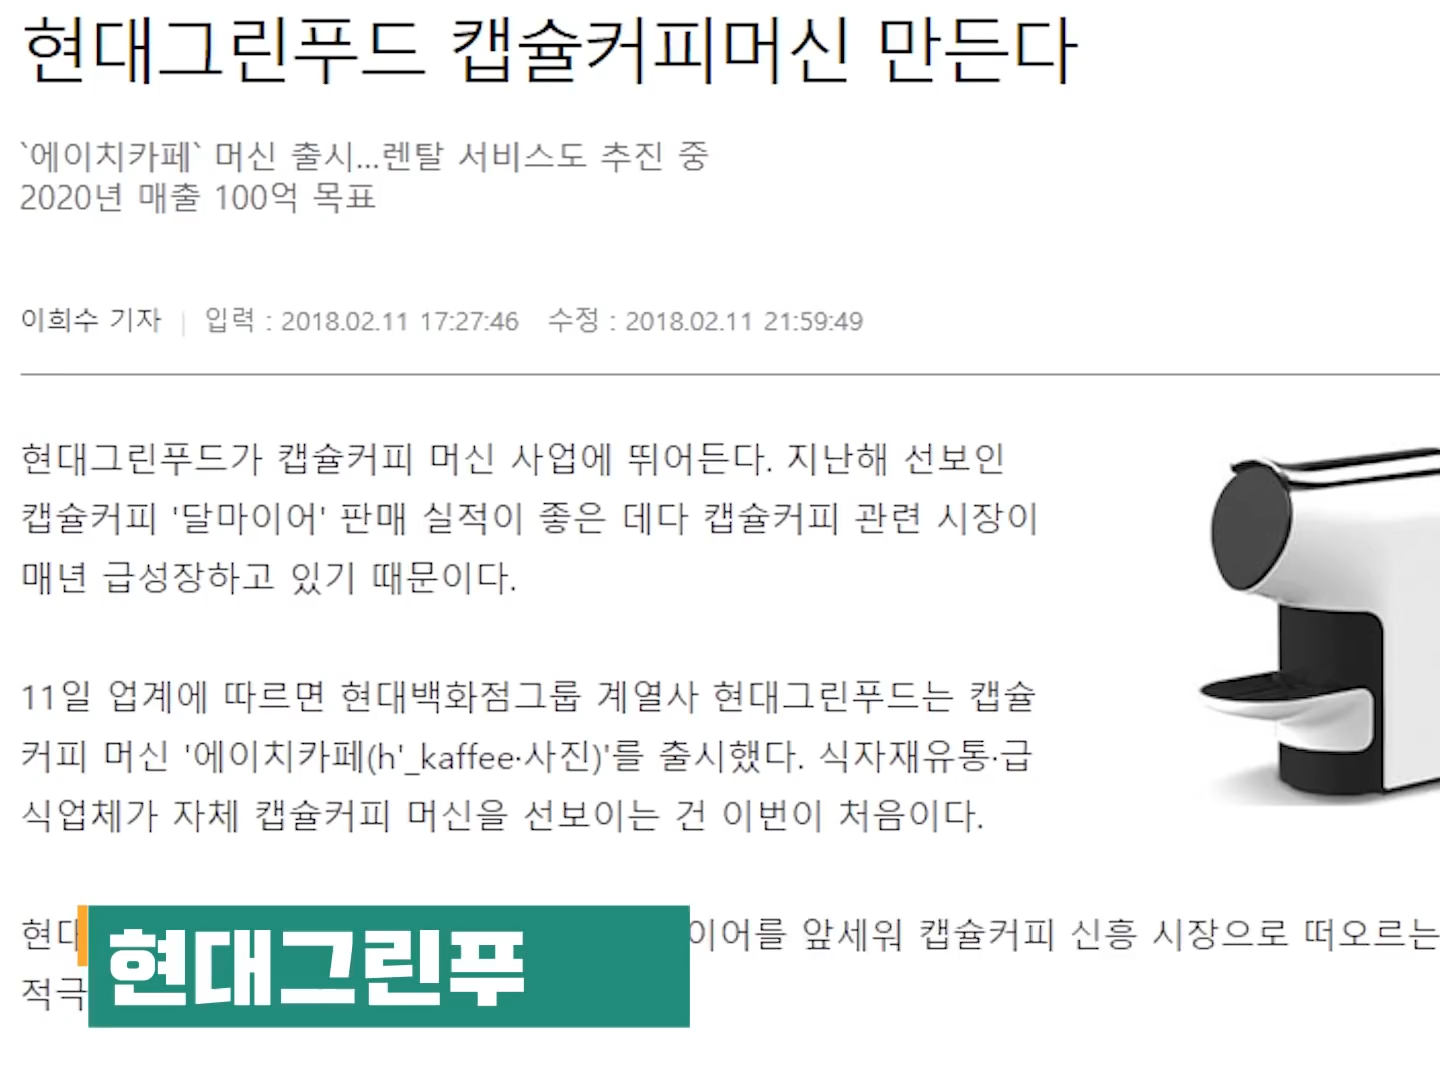 현대그린푸드 캡슐커피머신 만든다
`에이치카페` 머신 출시...렌탈 서비스도 추진 중
2020년 매출 100억 목표
이희수 기자 | 입력 : 2018.02.11 17:27:46 수정 : 2018.02.11 21:59:49
현대그린푸드가 캡슐커피 머신 사업에 뛰어든다. 지난해 선보인
캡슐커피 '달마이어' 판매 실적이 좋은 데다 캡슐커피 관련 시장이
매년 급성장하고 있기 때문이다.
11일 업계에 따르면 현대백화점그룹 계열사 현대그린푸드는 캡슐
커피 머신 '에이치카페(h'_kaffee·사진)'를 출시했다. 식자재유통·급
식업체가 자체 캡슐커피 머신을 선보이는 건 이번이 처음이다.
현대 이어를 앞세워 캡슐커피 신흥 시장으로 떠오르는
적극
현대그린푸